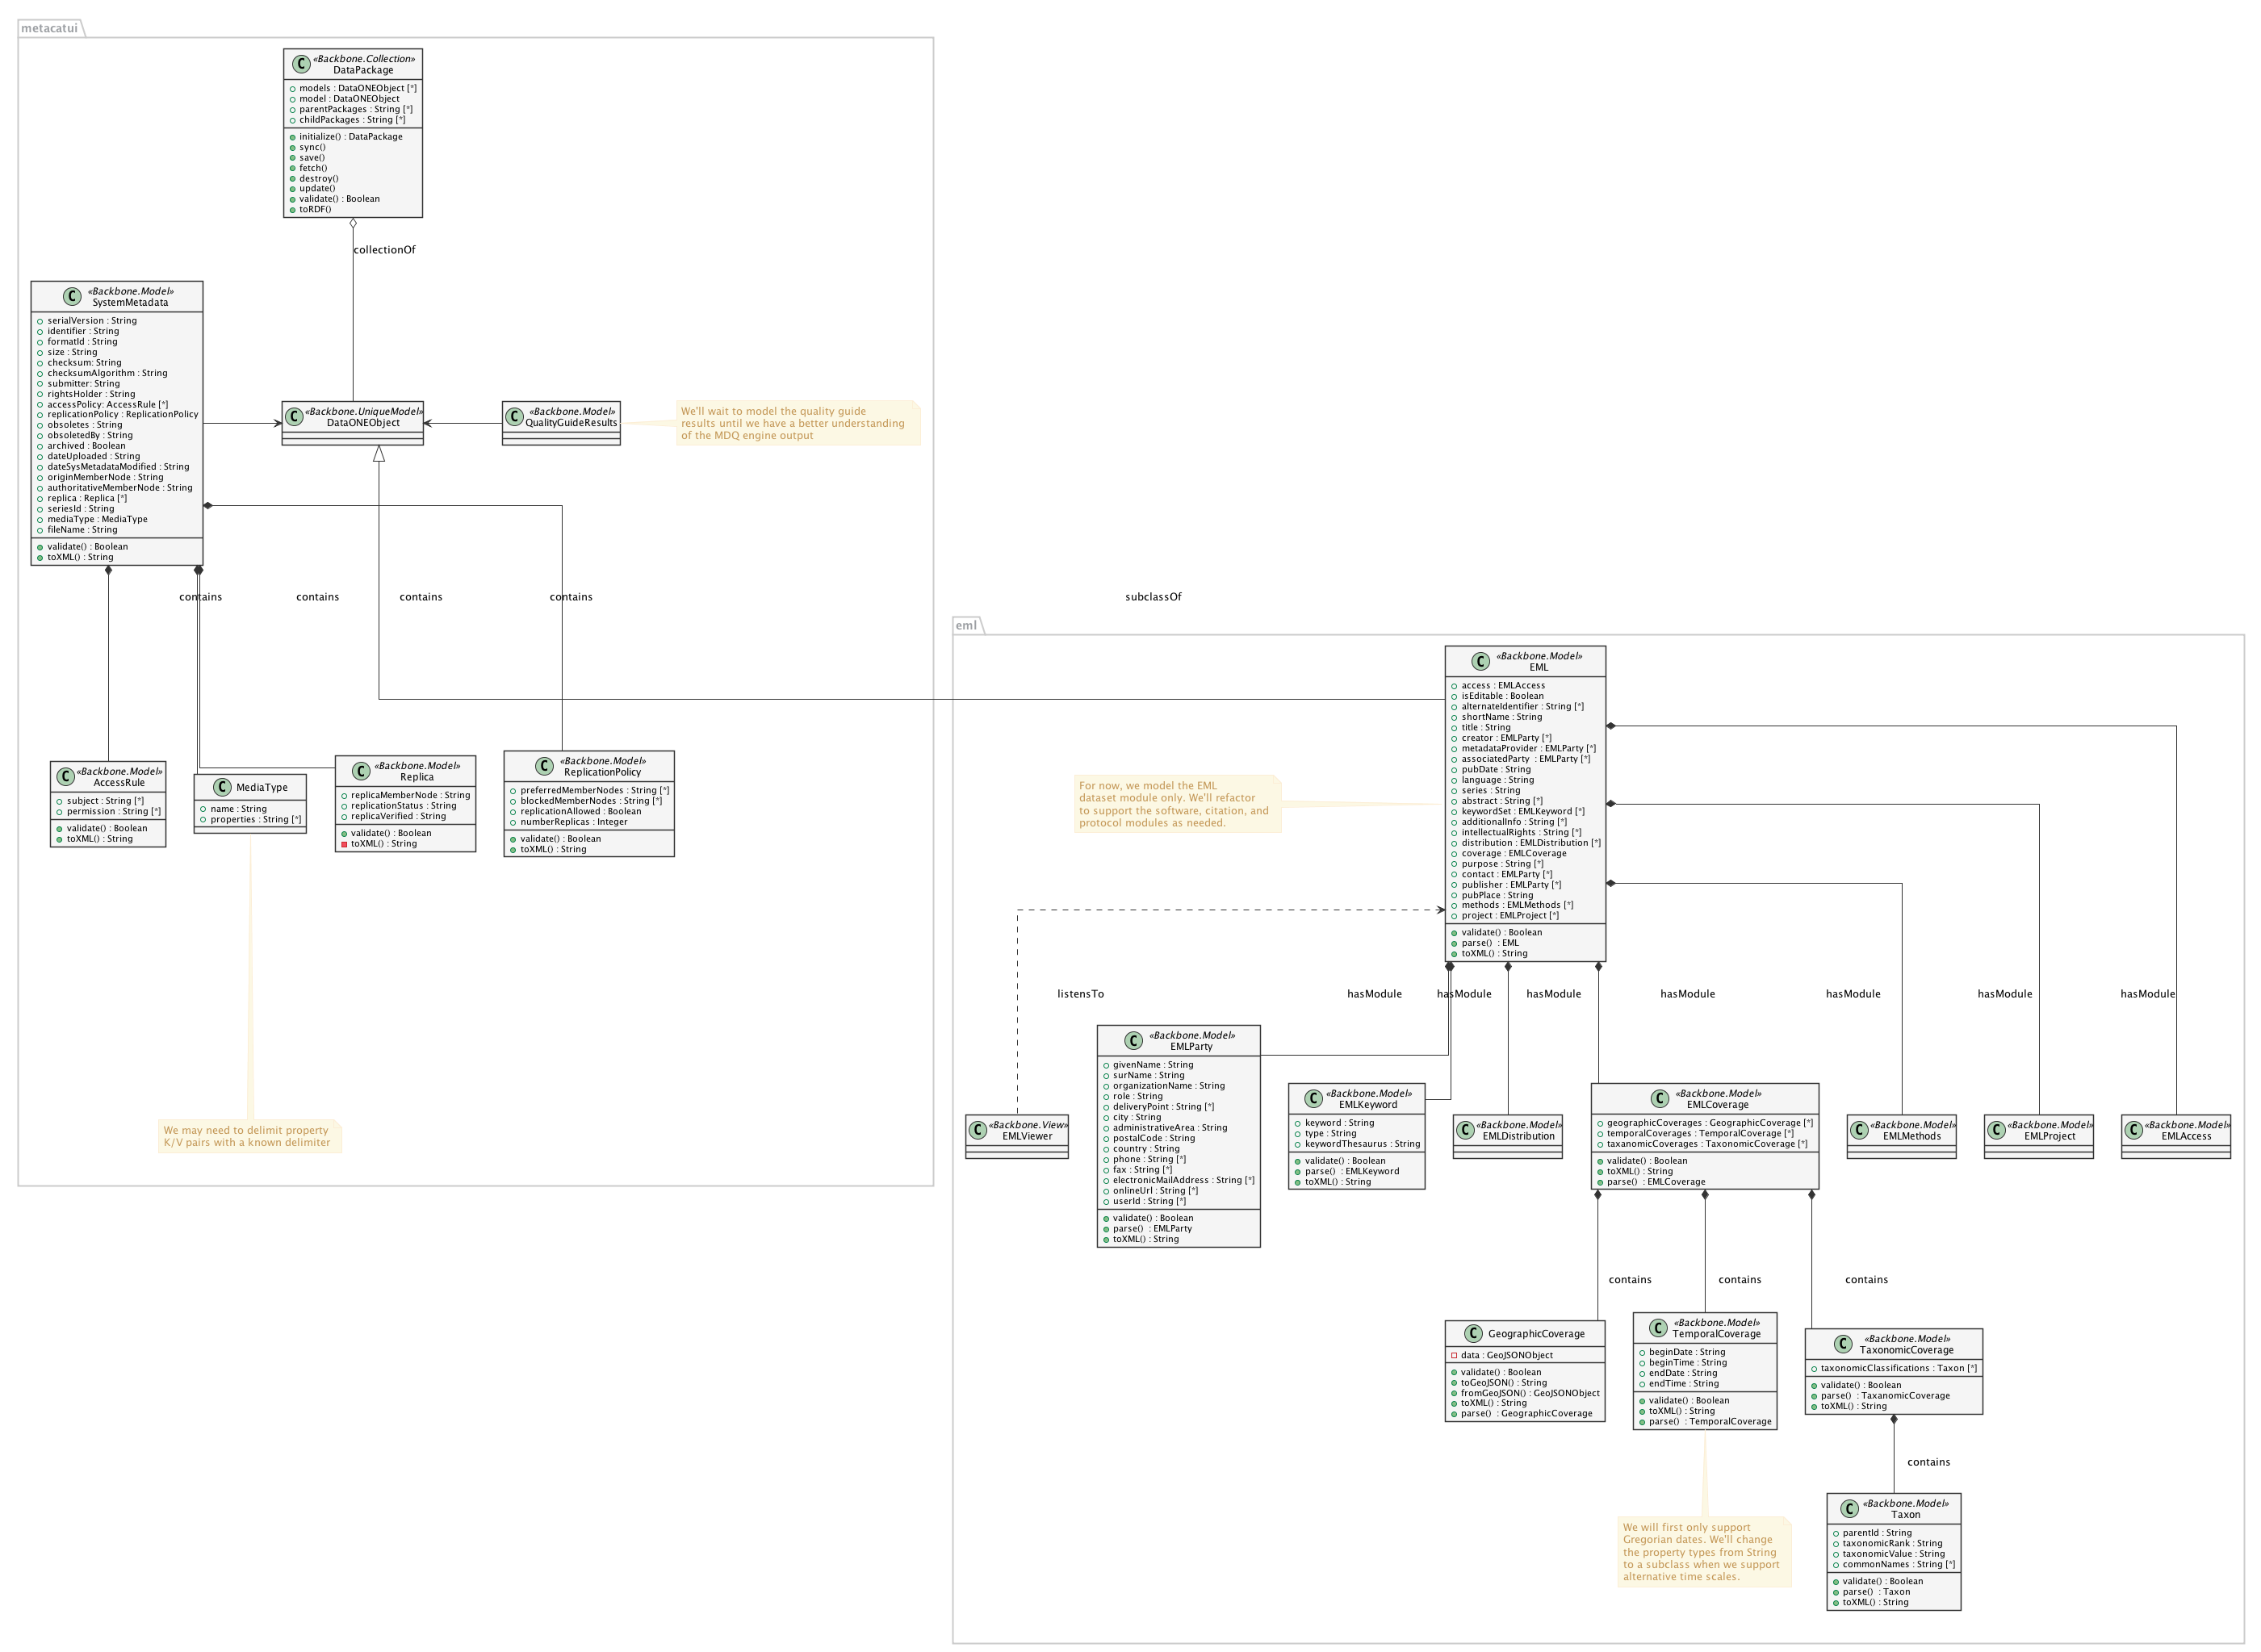 metacatui
«Backbone.Collection»
DataPackage
models : DataONEObject [*]
model : DataONEObject
parentPackages : String [*]
childPackages : String [*]
initialize() : DataPackage
sync()
save()
fetch()
destroy()
update()
validate() : Boolean
toRDF()
collectionOf
«Backbone.Model»
SystemMetadata
serialVersion : String
identifier : String
formatId : String
size : String
checksum: String
checksumAlgorithm : String
submitter: String
rightsHolder : String
accessPolicy: AccessRule [*]
replicationPolicy : ReplicationPolicy
obsoletes : String
obsoletedBy : String
archived : Boolean
dateUploaded : String
dateSysMetadataModified : String
originMemberNode : String
authoritativeMemberNode : String
replica : Replica [*]
seriesId : String
mediaType : MediaType
fileName : String
validate() : Boolean
toXML() : String
«Backbone.UniqueModel»
DataONEObject
«Backbone.Model»
QualityGuideResults
We'll wait to model the quality guide
results until we have a better understanding
of the MDQ engine output
contains
contains
contains
contains
subclassOf
«Backbone.Model»
AccessRule
subject : String [*]
permission : String [*]
validate() : Boolean
toXML() : String
MediaType
name : String
properties : String [*]
«Backbone.Model»
Replica
replicaMemberNode : String
replicationStatus : String
replicaVerified : String
validate() : Boolean
toXML() : String
«Backbone.Model»
ReplicationPolicy
preferredMemberNodes : String [*]
blockedMemberNodes : String [*]
replicationAllowed : Boolean
numberReplicas : Integer
validate() : Boolean
toXML() : String
We may need to delimit property
K/V pairs with a known delimiter
eml
«Backbone.Model»
EML
access : EMLAccess
isEditable : Boolean
alternateIdentifier : String [*]
shortName : String
title : String
creator : EMLParty [*]
metadataProvider : EMLParty [*]
associatedParty  : EMLParty [*]
pubDate : String
language : String
series : String
abstract : String [*]
keywordSet : EMLKeyword [*]
additionalInfo : String [*]
intellectualRights : String [*]
distribution : EMLDistribution [*]
coverage : EMLCoverage
purpose : String [*]
contact : EMLParty [*]
publisher : EMLParty [*]
pubPlace : String
methods : EMLMethods [*]
project : EMLProject [*]
validate() : Boolean
parse()  : EML
toXML() : String
For now, we model the EML
dataset module only. We'll refactor
to support the software, citation, and
protocol modules as needed.
listensTo
hasModule
hasModule
hasModule
hasModule
hasModule
hasModule
hasModule
«Backbone.View»
EMLViewer
«Backbone.Model»
EMLParty
givenName : String
surName : String
organizationName : String
role : String
deliveryPoint : String [*]
city : String
administrativeArea : String
postalCode : String
country : String
phone : String [*]
fax : String [*]
electronicMailAddress : String [*]
onlineUrl : String [*]
userId : String [*]
validate() : Boolean
parse()  : EMLParty
toXML() : String
«Backbone.Model»
EMLKeyword
keyword : String
type : String
keywordThesaurus : String
validate() : Boolean
parse()  : EMLKeyword
toXML() : String
«Backbone.Model»
EMLDistribution
«Backbone.Model»
EMLCoverage
geographicCoverages : GeographicCoverage [*]
temporalCoverages : TemporalCoverage [*]
taxanomicCoverages : TaxonomicCoverage [*]
validate() : Boolean
toXML() : String
parse()  : EMLCoverage
«Backbone.Model»
EMLMethods
«Backbone.Model»
EMLProject
«Backbone.Model»
EMLAccess
contains
contains
contains
GeographicCoverage
data : GeoJSONObject
validate() : Boolean
toGeoJSON() : String
fromGeoJSON() : GeoJSONObject
toXML() : String
parse()  : GeographicCoverage
«Backbone.Model»
TemporalCoverage
beginDate : String
beginTime : String
endDate : String
endTime : String
validate() : Boolean
toXML() : String
parse()  : TemporalCoverage
«Backbone.Model»
TaxonomicCoverage
taxonomicClassifications : Taxon [*]
validate() : Boolean
parse()  : TaxanomicCoverage
toXML() : String
contains
We will first only support
Gregorian dates. We'll change
the property types from String
to a subclass when we support
alternative time scales.
«Backbone.Model»
Taxon
parentId : String
taxonomicRank : String
taxonomicValue : String
commonNames : String [*]
validate() : Boolean
parse()  : Taxon
toXML() : String